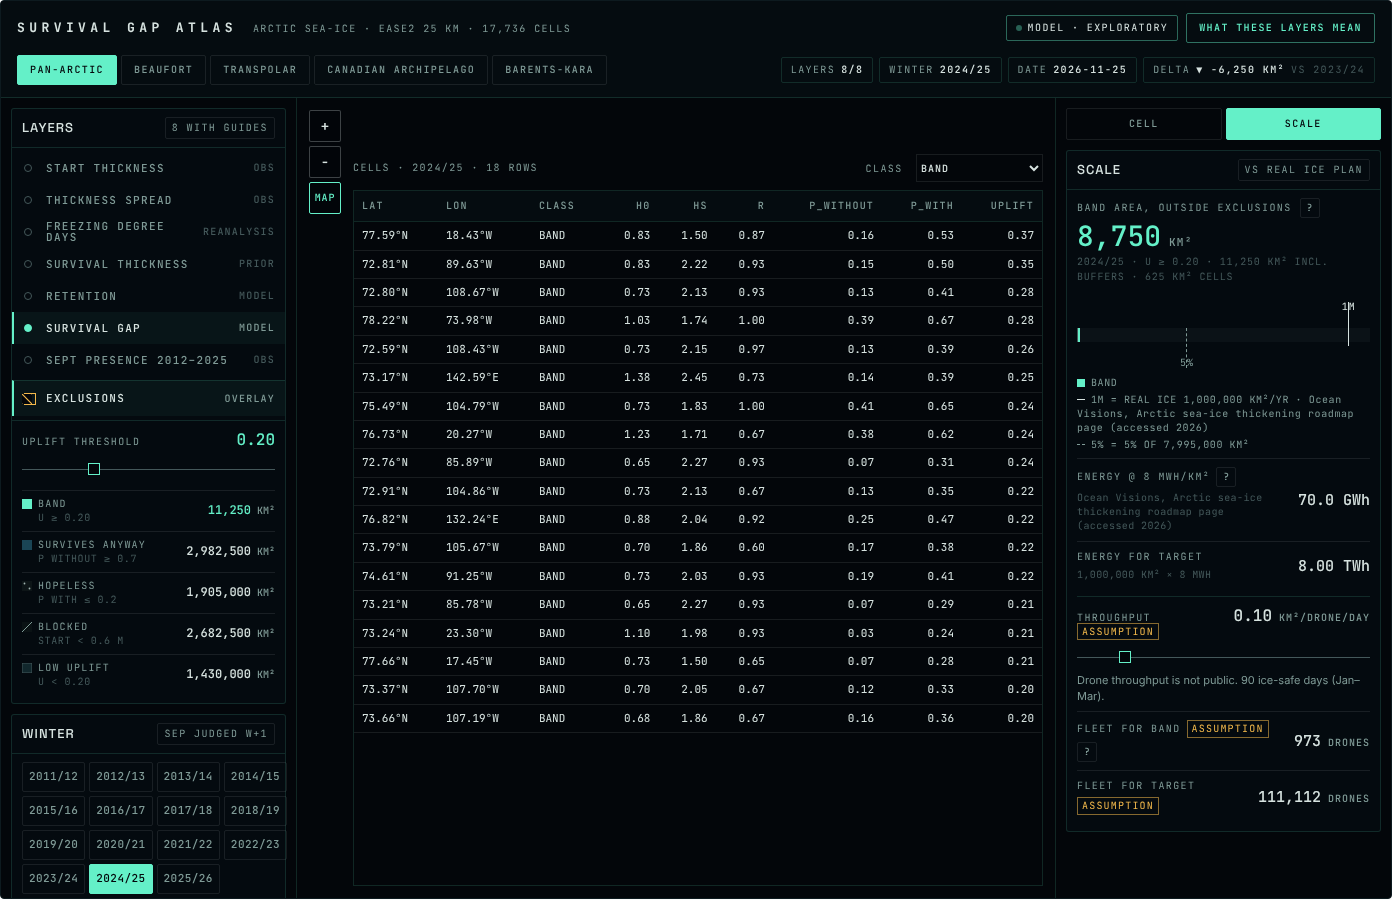 SURVIVAL GAP ATLAS ARCTIC SEA-ICE · EASE2 25 KM · 17,736 CELLS
MODEL · EXPLORATORY WHAT THESE LAYERS MEAN
PAN-ARCTIC BEAUFORT TRANSPOLAR CANADIAN ARCHIPELAGO BARENTS-KARA
LAYERS 8/8 WINTER 2024/25 DATE 2026-11-25 DELTA ▼ -6,250 KM² VS 2023/24
LAYERS 8 WITH GUIDES
START THICKNESS OBS
THICKNESS SPREAD OBS
FREEZING DEGREE
DAYS REANALYSIS
SURVIVAL THICKNESS PRIOR
RETENTION MODEL
SURVIVAL GAP MODEL
SEPT PRESENCE 2012–2025 OBS
EXCLUSIONS OVERLAY
UPLIFT THRESHOLD 0.20
BAND 11,250 KM²
U ≥ 0.20
SURVIVES ANYWAY 2,982,500 KM²
P WITHOUT ≥ 0.7
HOPELESS 1,905,000 KM²
P WITH ≤ 0.2
BLOCKED 2,682,500 KM²
START < 0.6 M
LOW UPLIFT 1,430,000 KM²
U < 0.20
WINTER SEP JUDGED W+1
2011/12 2012/13 2013/14 2014/15
2015/16 2016/17 2017/18 2018/19
2019/20 2020/21 2021/22 2022/23
2023/24 2024/25 2025/26
+
-
MAP
CELLS · 2024/25 · 18 ROWS CLASS BAND
LAT LON CLASS H0 HS R P_WITHOUT P_WITH UPLIFT
77.59°N 18.43°W BAND 0.83 1.50 0.87 0.16 0.53 0.37
72.81°N 89.63°W BAND 0.83 2.22 0.93 0.15 0.50 0.35
72.80°N 108.67°W BAND 0.73 2.13 0.93 0.13 0.41 0.28
78.22°N 73.98°W BAND 1.03 1.74 1.00 0.39 0.67 0.28
72.59°N 108.43°W BAND 0.73 2.15 0.97 0.13 0.39 0.26
73.17°N 142.59°E BAND 1.38 2.45 0.73 0.14 0.39 0.25
75.49°N 104.79°W BAND 0.73 1.83 1.00 0.41 0.65 0.24
76.73°N 20.27°W BAND 1.23 1.71 0.67 0.38 0.62 0.24
72.76°N 85.89°W BAND 0.65 2.27 0.93 0.07 0.31 0.24
72.91°N 104.86°W BAND 0.73 2.13 0.67 0.13 0.35 0.22
76.82°N 132.24°E BAND 0.88 2.04 0.92 0.25 0.47 0.22
73.79°N 105.67°W BAND 0.70 1.86 0.60 0.17 0.38 0.22
74.61°N 91.25°W BAND 0.73 2.03 0.93 0.19 0.41 0.22
73.21°N 85.78°W BAND 0.65 2.27 0.93 0.07 0.29 0.21
73.24°N 23.30°W BAND 1.10 1.98 0.93 0.03 0.24 0.21
77.66°N 17.45°W BAND 0.73 1.50 0.65 0.07 0.28 0.21
73.37°N 107.70°W BAND 0.70 2.05 0.67 0.12 0.33 0.20
73.66°N 107.19°W BAND 0.68 1.86 0.67 0.16 0.36 0.20
CELL SCALE
SCALE VS REAL ICE PLAN
BAND AREA, OUTSIDE EXCLUSIONS ?
8,750 KM²
2024/25 · U ≥ 0.20 · 11,250 KM² INCL.
BUFFERS · 625 KM² CELLS
1M
5%
BAND
1M = REAL ICE 1,000,000 KM²/YR · Ocean
Visions, Arctic sea-ice thickening roadmap
page (accessed 2026)
5% = 5% OF 7,995,000 KM²
ENERGY @ 8 MWH/KM² ?
Ocean Visions, Arctic sea-ice
thickening roadmap page
(accessed 2026)
70.0 GWh
ENERGY FOR TARGET
1,000,000 KM² × 8 MWH
8.00 TWh
THROUGHPUT 0.10 KM²/DRONE/DAY
ASSUMPTION
Drone throughput is not public. 90 ice-safe days (Jan–
Mar).
FLEET FOR BAND ASSUMPTION
? 973 DRONES
FLEET FOR TARGET
ASSUMPTION 111,112 DRONES